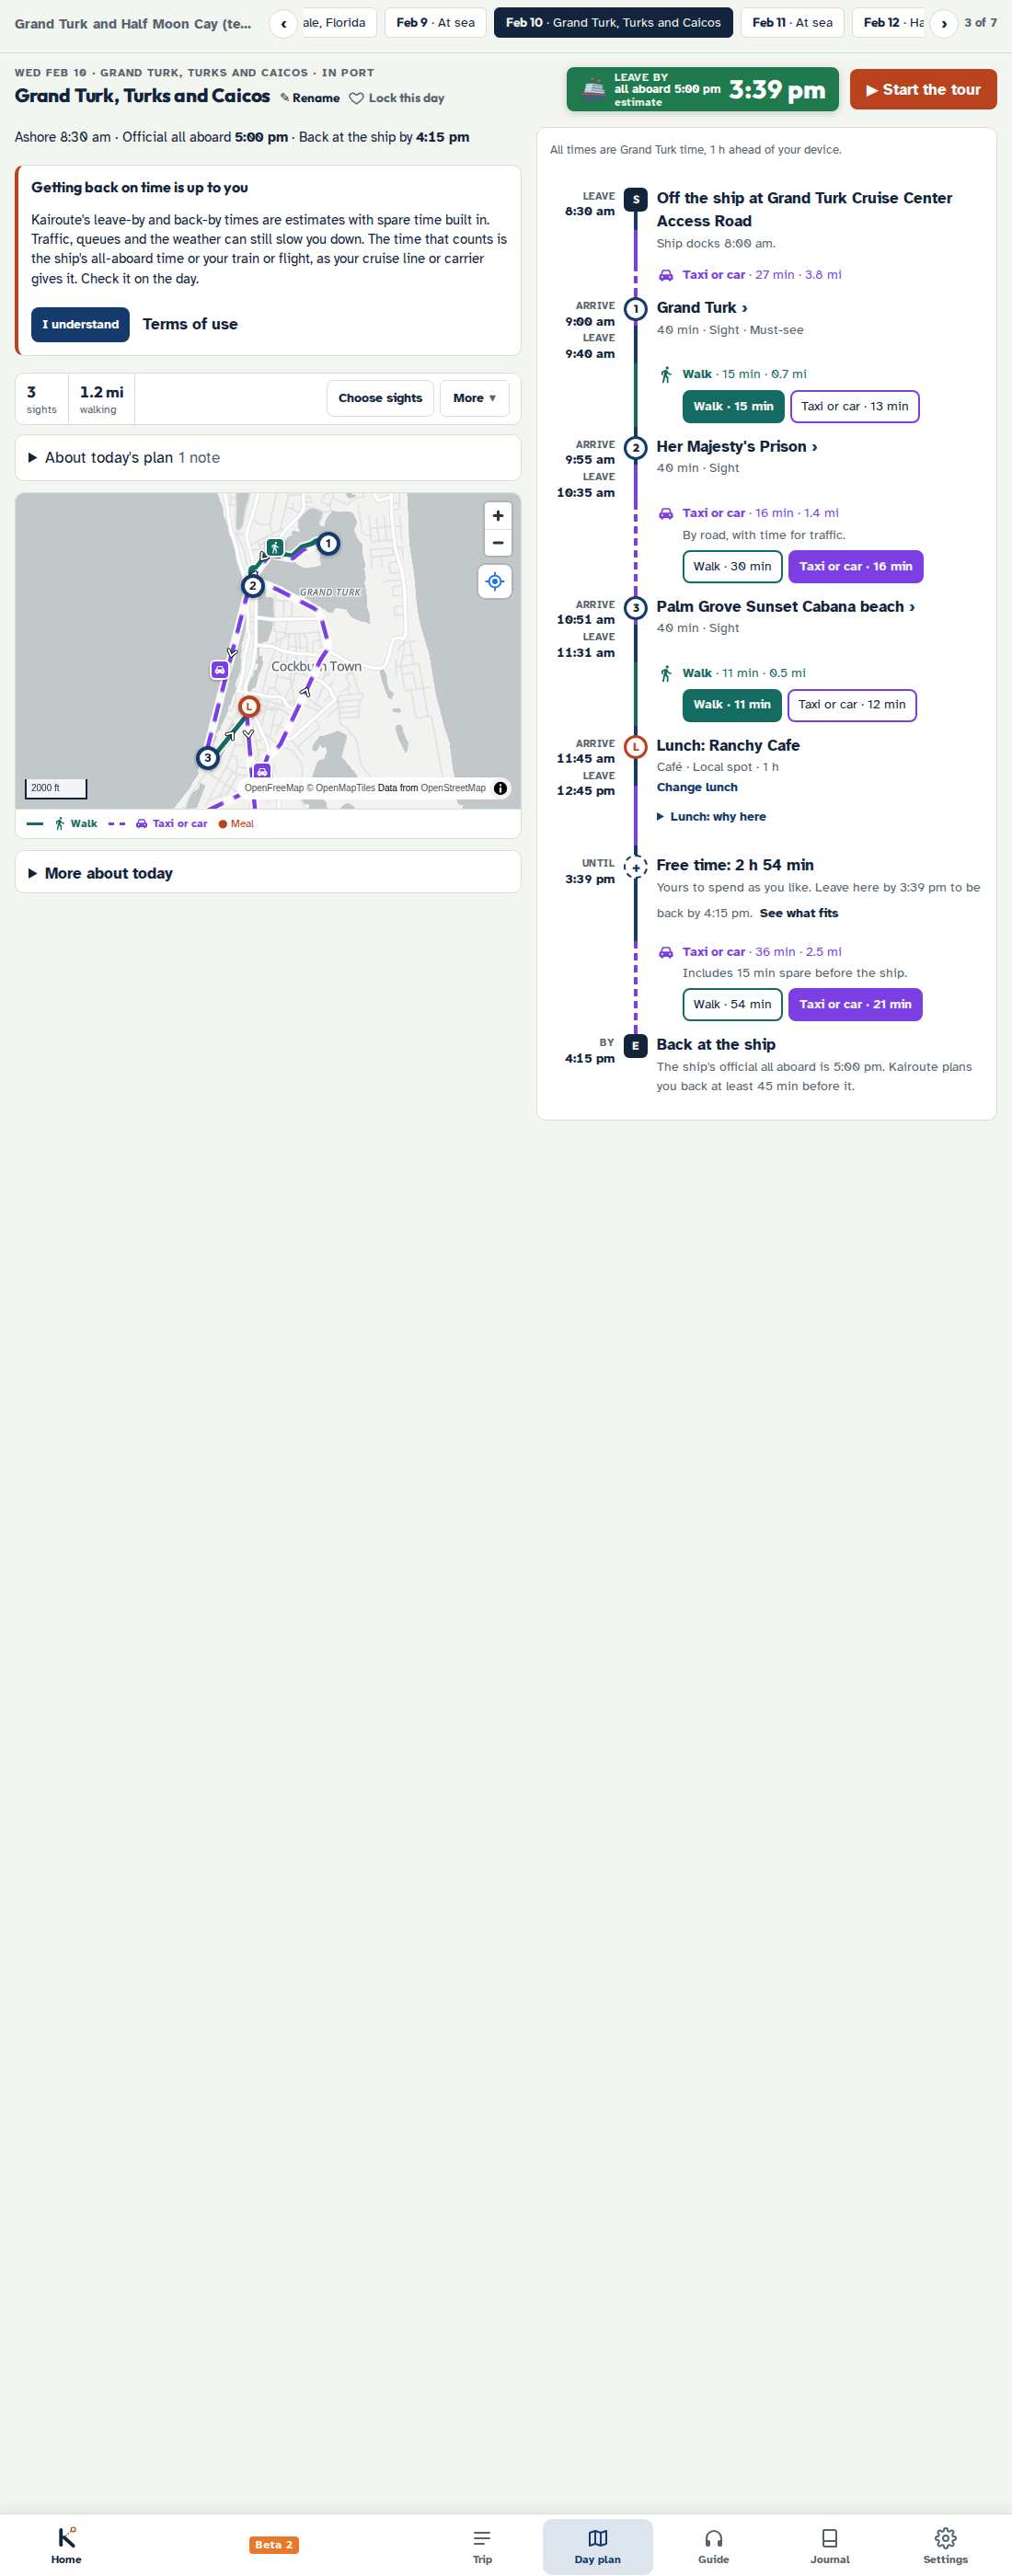 Grand Turk and Half Moon Cay (te...
‹
ale, Florida
Feb 9 · At sea
Feb 10 · Grand Turk, Turks and Caicos
Feb 11 · At sea
Feb 12 · Ha
›
3 of 7
WED FEB 10 · GRAND TURK, TURKS AND CAICOS · IN PORT
Grand Turk, Turks and Caicos
✎ Rename
Lock this day
LEAVE BY
all aboard 5:00 pm
estimate
3:39 pm
▶ Start the tour
Ashore 8:30 am · Official all aboard 5:00 pm · Back at the ship by 4:15 pm
Getting back on time is up to you
Kairoute's leave-by and back-by times are estimates with spare time built in.
Traffic, queues and the weather can still slow you down. The time that counts is
the ship's all-aboard time or your train or flight, as your cruise line or carrier
gives it. Check it on the day.
I understand
Terms of use
3
sights
1.2 mi
walking
Choose sights
More ▼
▶ About today's plan 1 note
+
−
1
2
GRAND TURK
Cockburn Town
L
3
2000 ft
OpenFreeMap © OpenMapTiles Data from OpenStreetMap
Walk
Taxi or car
Meal
▶ More about today
All times are Grand Turk time, 1 h ahead of your device.
LEAVE
8:30 am
S
Off the ship at Grand Turk Cruise Center
Access Road
Ship docks 8:00 am.
Taxi or car · 27 min · 3.8 mi
ARRIVE
9:00 am
LEAVE
9:40 am
1
Grand Turk ›
40 min · Sight · Must-see
Walk · 15 min · 0.7 mi
Walk · 15 min
Taxi or car · 13 min
ARRIVE
9:55 am
LEAVE
10:35 am
2
Her Majesty's Prison ›
40 min · Sight
Taxi or car · 16 min · 1.4 mi
By road, with time for traffic.
Walk · 30 min
Taxi or car · 16 min
ARRIVE
10:51 am
LEAVE
11:31 am
3
Palm Grove Sunset Cabana beach ›
40 min · Sight
Walk · 11 min · 0.5 mi
Walk · 11 min
Taxi or car · 12 min
ARRIVE
11:45 am
LEAVE
12:45 pm
L
Lunch: Ranchy Cafe
Café · Local spot · 1 h
Change lunch
▶ Lunch: why here
UNTIL
3:39 pm
+
Free time: 2 h 54 min
Yours to spend as you like. Leave here by 3:39 pm to be
back by 4:15 pm. See what fits
Taxi or car · 36 min · 2.5 mi
Includes 15 min spare before the ship.
Walk · 54 min
Taxi or car · 21 min
BY
4:15 pm
E
Back at the ship
The ship's official all aboard is 5:00 pm. Kairoute plans
you back at least 45 min before it.
Home
Beta 2
Trip
Day plan
Guide
Journal
Settings